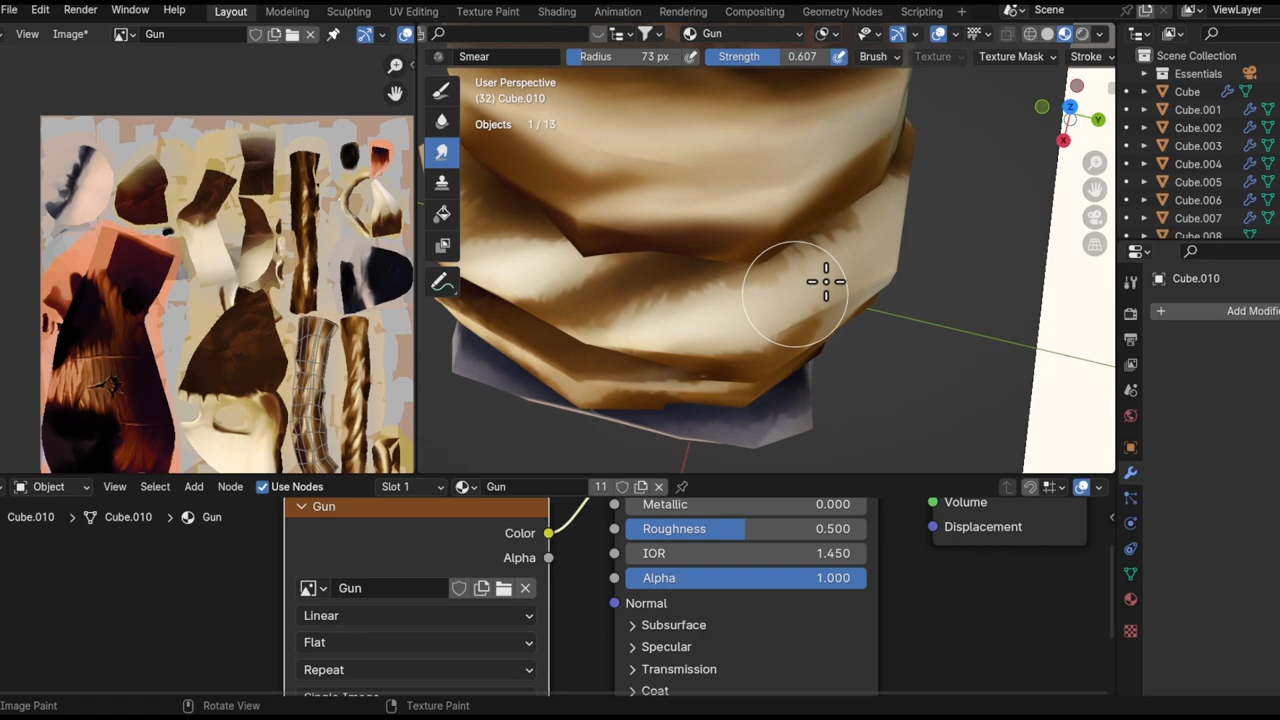 File Edit Render Window Help Layout Modeling Sculpting UV Editing Texture Paint Shading Animation Rendering Compositing Geometry Nodes Scripting + Scene ViewLayer
View Image* Gun Gun
Smear Radius 73 px Strength 0.607 Brush Texture Texture Mask Stroke
User Perspective
(32) Cube.010
Objects 1 / 13
Z
Y
X
Scene Collection
Essentials
Cube
Cube.001
Cube.002
Cube.003
Cube.004
Cube.005
Cube.006
Cube.007
Cube.008
Cube.010
+ Add Modifi
Object View Select Add Node Use Nodes Slot 1 Gun 11
Cube.010 > Cube.010 > Gun
Gun
Color
Alpha
Gun
Linear
Flat
Repeat
Single Image
Metallic 0.000
Roughness 0.500
IOR 1.450
Alpha 1.000
Normal
Subsurface
Specular
Transmission
Coat
Volume
Displacement
Image Paint Rotate View Texture Paint